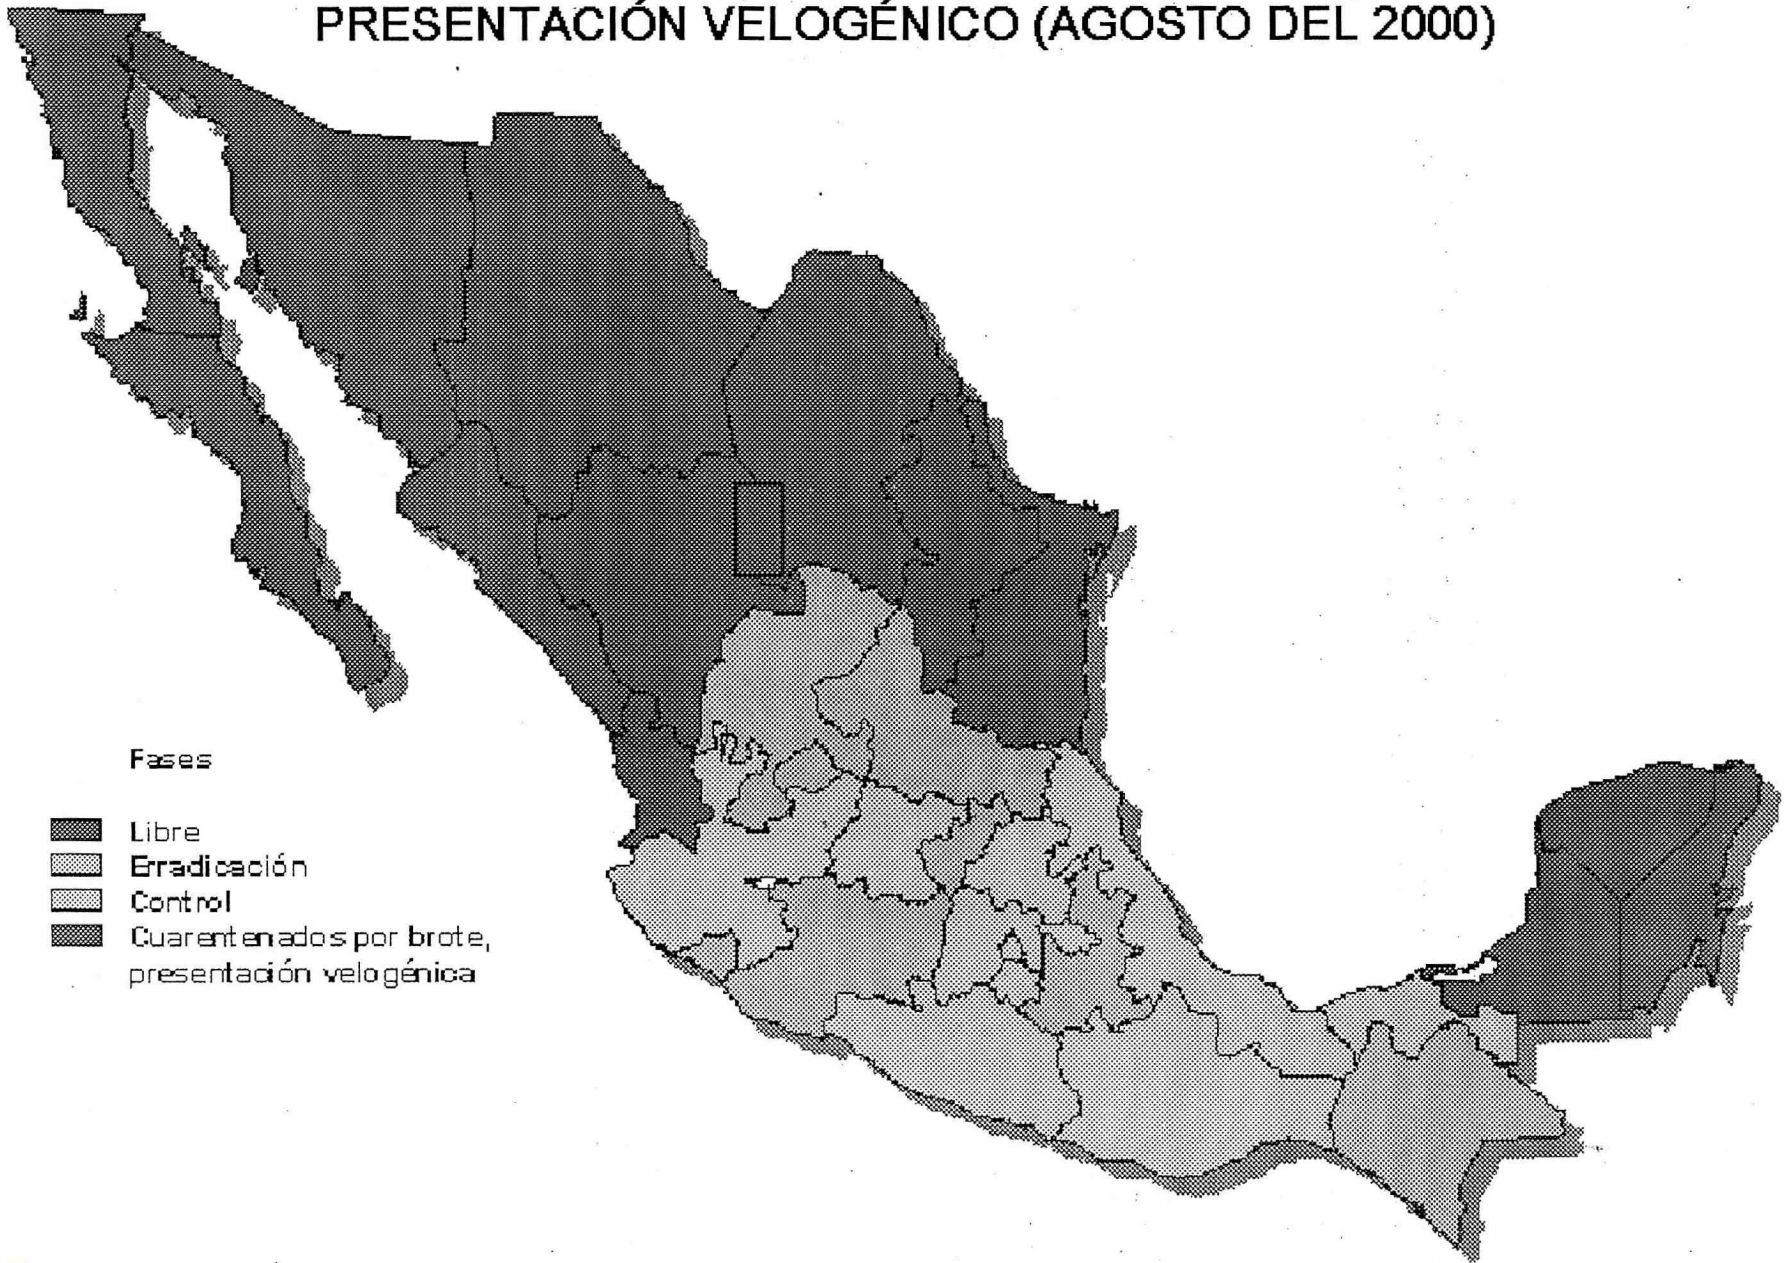 PRESENTACIÓN VELOGÉNICO (AGOSTO DEL 2000)
Fases
Libre
Erradicación
Control
Cuarentenados por brote,
presentación velogénica